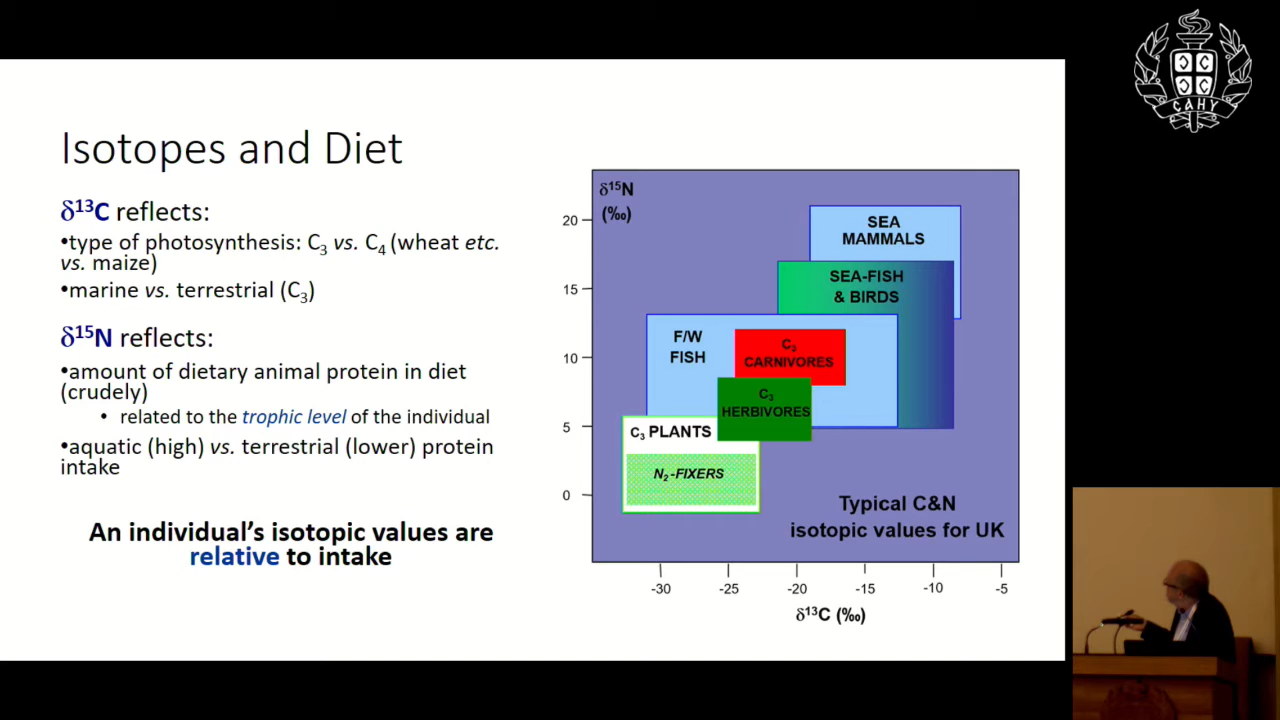 Isotopes and Diet
δ¹³C reflects:
•type of photosynthesis: C₃ vs. C₄ (wheat etc.
vs. maize)
•marine vs. terrestrial (C₃)
δ¹⁵N reflects:
•amount of dietary animal protein in diet
(crudely)
• related to the trophic level of the individual
•aquatic (high) vs. terrestrial (lower) protein
intake
An individual’s isotopic values are
relative to intake
δ¹⁵N
(‰)
20
15
10
5
0
SEA
MAMMALS
SEA-FISH
& BIRDS
F/W
FISH
C₃
CARNIVORES
C₃
HERBIVORES
C₃ PLANTS
N₂-FIXERS
Typical C&N
isotopic values for UK
-30 -25 -20 -15 -10 -5
δ¹³C (‰)
САНУ